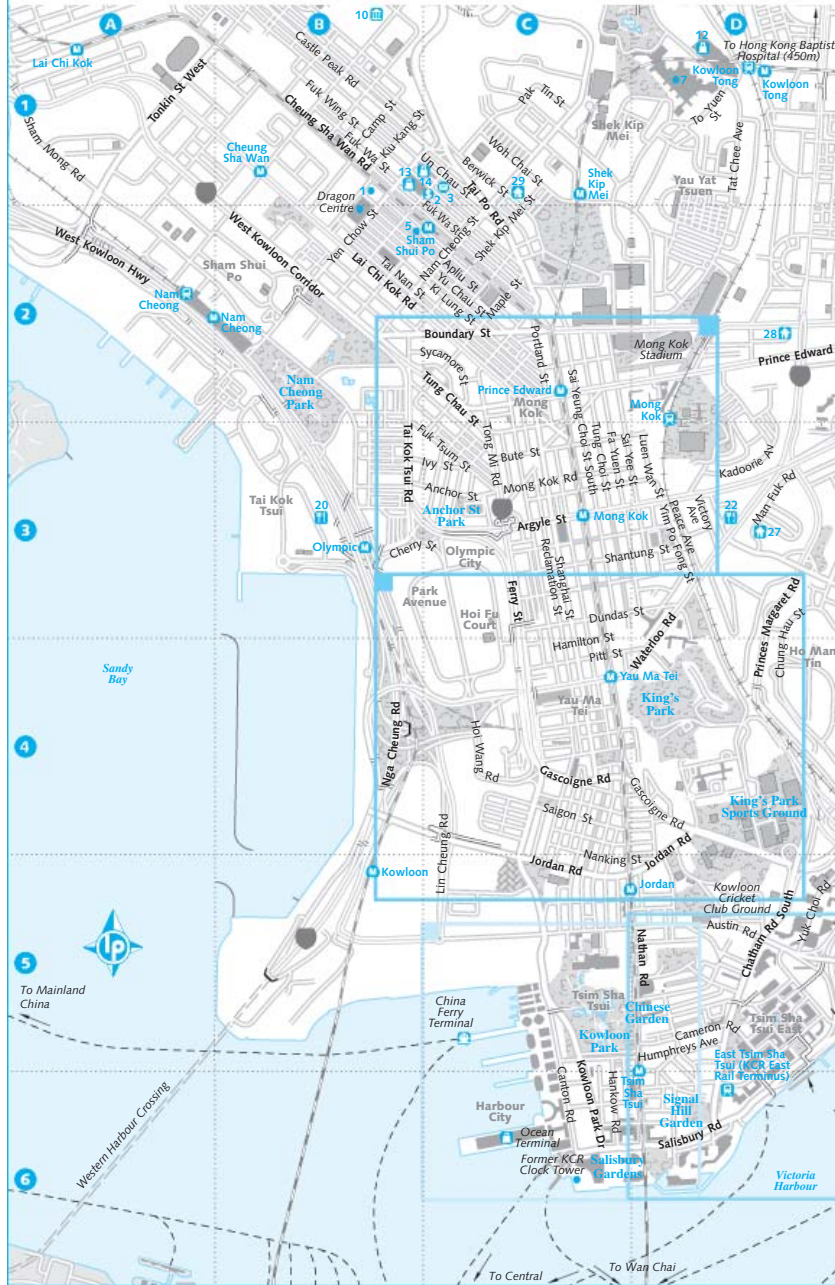 A
B
C
D
10
12
To Hong Kong Baptist
Hospital (450m)
Lai Chi Kok
Castle Peak Rd
Kowloon
Tong
Kowloon
Tong
7
Tonkin St West
Fuk Wing St
Camp St
Pak Tin St
To Yuen
St
1
Cheung Sha Wan Rd
Fuk Wa St
Kiu Kang St
Shek Kip
Mei
Sham Mong Rd
Cheung
Sha Wan
Woh Chai St
Tat Chee Ave
Un Chau St
Berwick St
13
14
29
Shek
Kip
Mei
Yau Yat
Tsuen
1
2
3
Tai Po Rd
Dragon
Centre
Fuk Wa St
Shek Kip Mei St
Yen Chow St
5
Sham
Shui Po
Nam Cheong St
West Kowloon Corridor
West Kowloon Hwy
Sham Shui
Po
Lai Chi Kok Rd
Tai Nan St
Apliu St
Yu Chau St
Ki Lung St
Maple St
Nam
Cheong
2
Nam
Cheong
Boundary St
Portland St
Mong Kok
Stadium
28
Prince Edward
Sycamore
St
Nam
Cheong
Park
Tung Chau St
Prince Edward
Mong
Kok
Sai Yeung Choi St South
Mong
Kok
Tai Kok Tsui Rd
Fuk Tsum St
Tong Mi Rd
Bute St
Tung Choi St
Fa Yuen St
Sai Yee St
Luen Wan St
Kadoorie Av
Ivy St
Mong Kok Rd
Man Fuk Rd
Tai Kok
Tsui
Anchor St
Victory
Ave
20
Anchor St
Park
22
3
Argyle St
Mong Kok
Peace Ave
Yim Po Fong St
27
Olympic
Cherry St
Olympic
City
Shantung St
Shanghai St
Reclamation St
Park
Avenue
Ferry St
Princes Margaret Rd
Chung Hau St
Hoi Fu
Court
Dundas St
Waterloo Rd
Hamilton St
Pitt St
Ho Man
Tin
Sandy
Bay
Yau Ma Tei
Yau Ma
Tei
King's
Park
4
Nga Cheung Rd
Hoi Wang
Rd
Gascoigne Rd
Gascoigne Rd
King's Park
Sports Ground
Saigon St
Lin Cheung Rd
Nanking St
Jordan Rd
Jordan Rd
Kowloon
Jordan
Kowloon
Cricket
Club Ground
Yuk Choi Rd
Austin Rd
Chatham Rd South
lp
5
Nathan Rd
To Mainland
China
China
Ferry
Terminal
Tsim Sha
Tsui
Chinese
Garden
Tsim Sha
Tsui East
Kowloon
Park
Cameron Rd
Humphreys Ave
East Tsim Sha
Tsui (KCR East
Rail Terminus)
Western Harbour Crossing
Canton Rd
Kowloon Park Dr
Hankow Rd
Tsim
Sha
Tsui
Signal
Hill
Garden
Harbour
City
Ocean
Terminal
Salisbury Rd
Former KCR
Clock Tower
Salisbury
Gardens
6
Victoria
Harbour
To Central
To Wan Chai